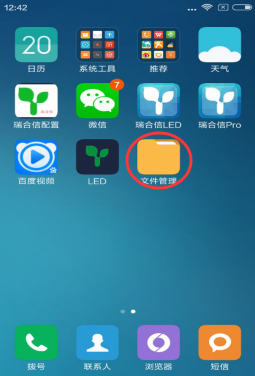 12:42
20
日历
系统工具
推荐
天气
7
瑞合信配置
微信
瑞合信LED
瑞合信Pro
百度视频
LED
文件管理
拨号
联系人
浏览器
短信